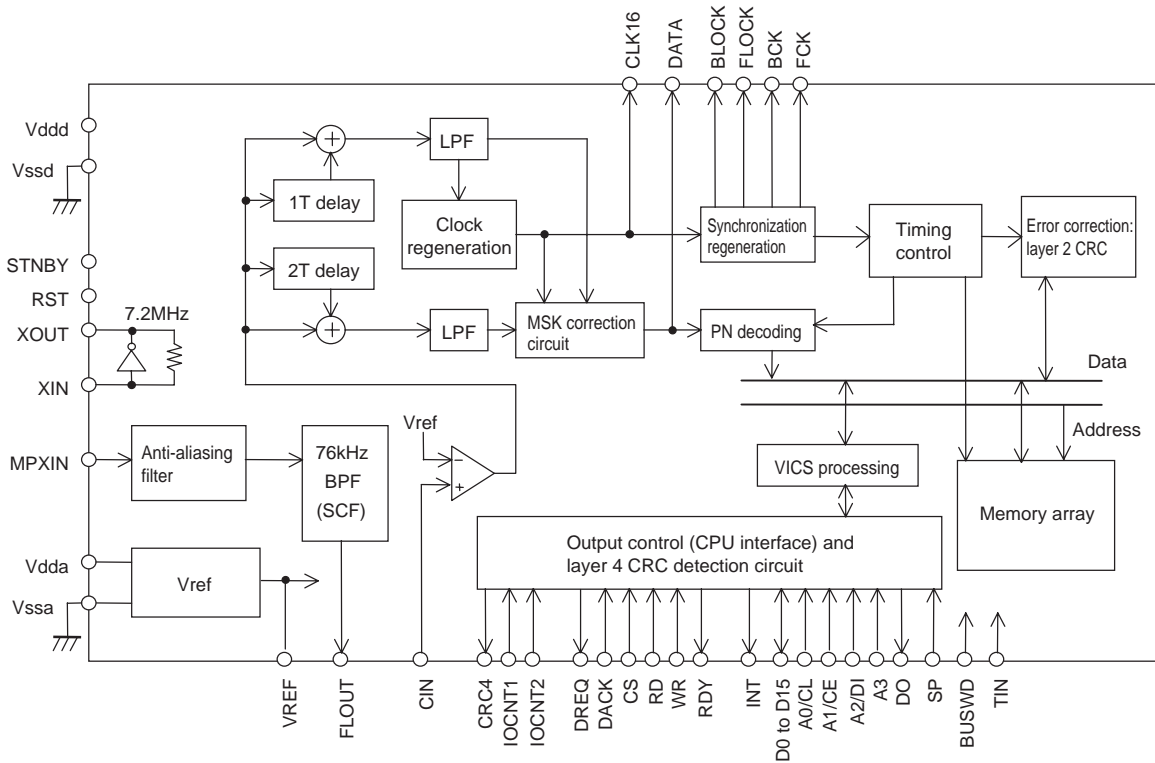 CLK16
DATA
BLOCK
FLOCK
BCK
FCK
Vddd
Vssd
STNBY
RST
XOUT
XIN
MPXIN
Vdda
Vssa
7.2MHz
1T delay
2T delay
LPF
Clock
regeneration
LPF
MSK correction
circuit
Synchronization
regeneration
PN decoding
Timing
control
Error correction:
layer 2 CRC
Data
Address
Anti-aliasing
filter
76kHz
BPF
(SCF)
Vref
−
+
VICS processing
Memory array
Output control (CPU interface) and
layer 4 CRC detection circuit
Vref
VREF
FLOUT
CIN
CRC4
IOCNT1
IOCNT2
DREQ
DACK
CS
RD
WR
RDY
INT
D0 to D15
A0/CL
A1/CE
A2/DI
A3
DO
SP
BUSWD
TIN